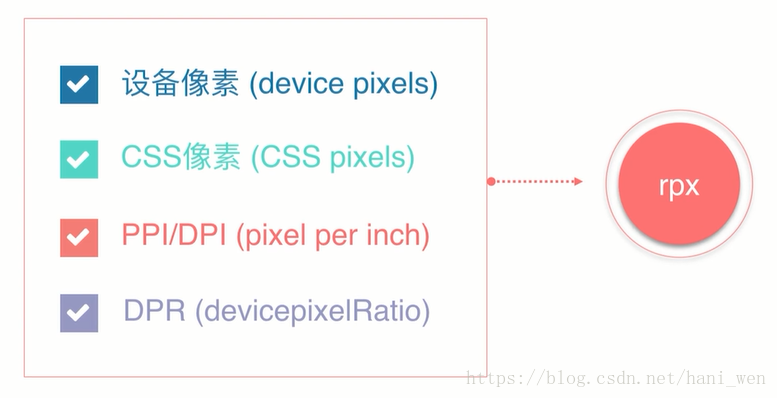 设备像素 (device pixels)
CSS像素 (CSS pixels)
PPI/DPI (pixel per inch)
rpx
DPR (devicepixelRatio)
https://blog.csdn.net/hani_wen